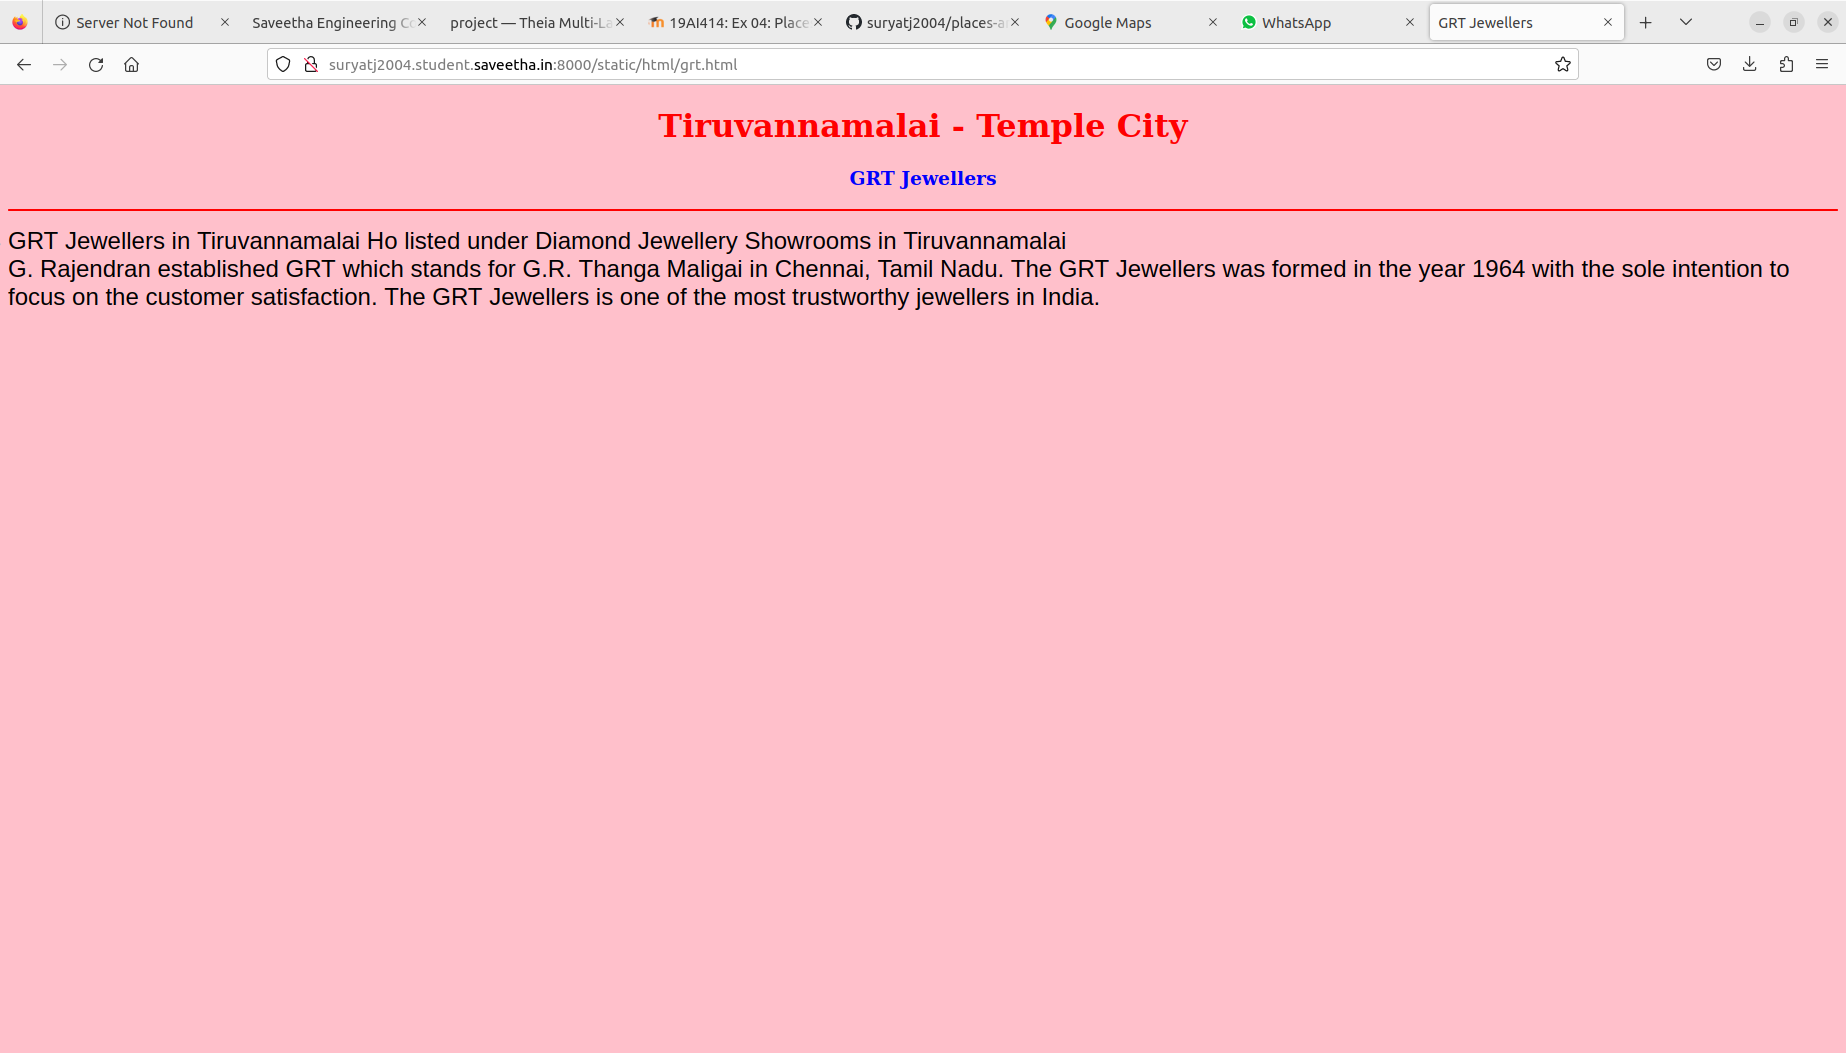 Server Not Found
Saveetha Engineering Co
project — Theia Multi-La
19AI414: Ex 04: Place
suryatj2004/places-a
Google Maps
WhatsApp
GRT Jewellers
suryatj2004.student.saveetha.in:8000/static/html/grt.html
Tiruvannamalai - Temple City
GRT Jewellers
GRT Jewellers in Tiruvannamalai Ho listed under Diamond Jewellery Showrooms in Tiruvannamalai
G. Rajendran established GRT which stands for G.R. Thanga Maligai in Chennai, Tamil Nadu. The GRT Jewellers was formed in the year 1964 with the sole intention to
focus on the customer satisfaction. The GRT Jewellers is one of the most trustworthy jewellers in India.